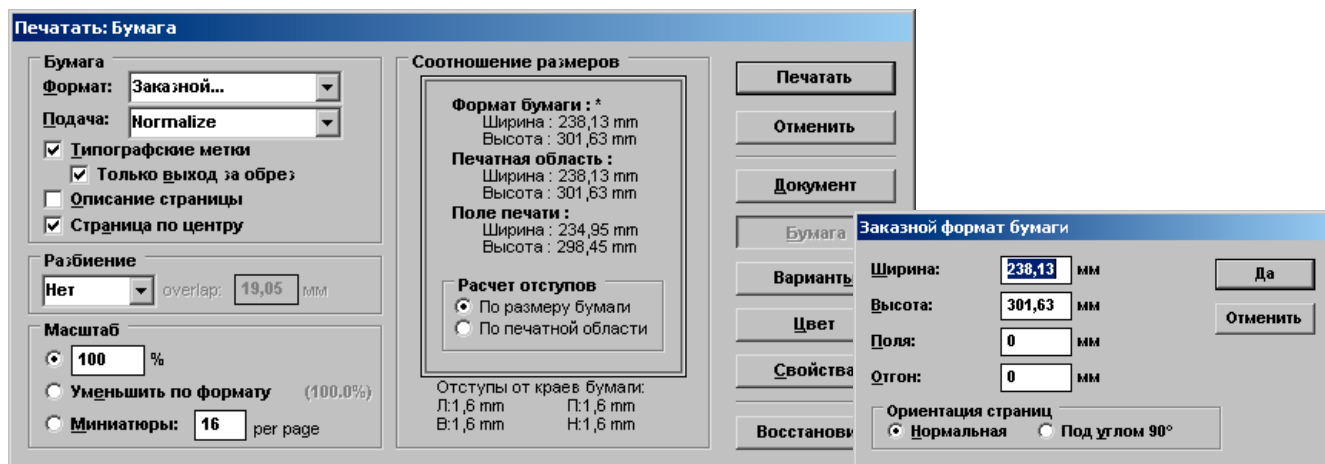 Печатать: Бумага
Бумага
Формат: Заказной...
Подача: Normalize
Типографские метки
Только выход за обрез
Описание страницы
Страница по центру
Разбиение
Нет overlap: 19,05 мм
Масштаб
100 %
Уменьшить по формату (100.0%)
Миниатюры: 16 per page
Соотношение размеров
Формат бумаги : *
Ширина : 238,13 mm
Высота : 301,63 mm
Печатная область :
Ширина : 238,13 mm
Высота : 301,63 mm
Поле печати :
Ширина : 234,95 mm
Высота : 298,45 mm
Расчет отступов
По размеру бумаги
По печатной области
Отступы от краев бумаги:
Л:1,6 mm П:1,6 mm
В:1,6 mm Н:1,6 mm
Печатать
Отменить
Документ
Бумага
Варианты
Цвет
Свойства
Восстанови
Заказной формат бумаги
Ширина: 238,13 мм
Высота: 301,63 мм
Поля: 0 мм
Отгон: 0 мм
Ориентация страниц
Нормальная Под углом 90°
Да
Отменить